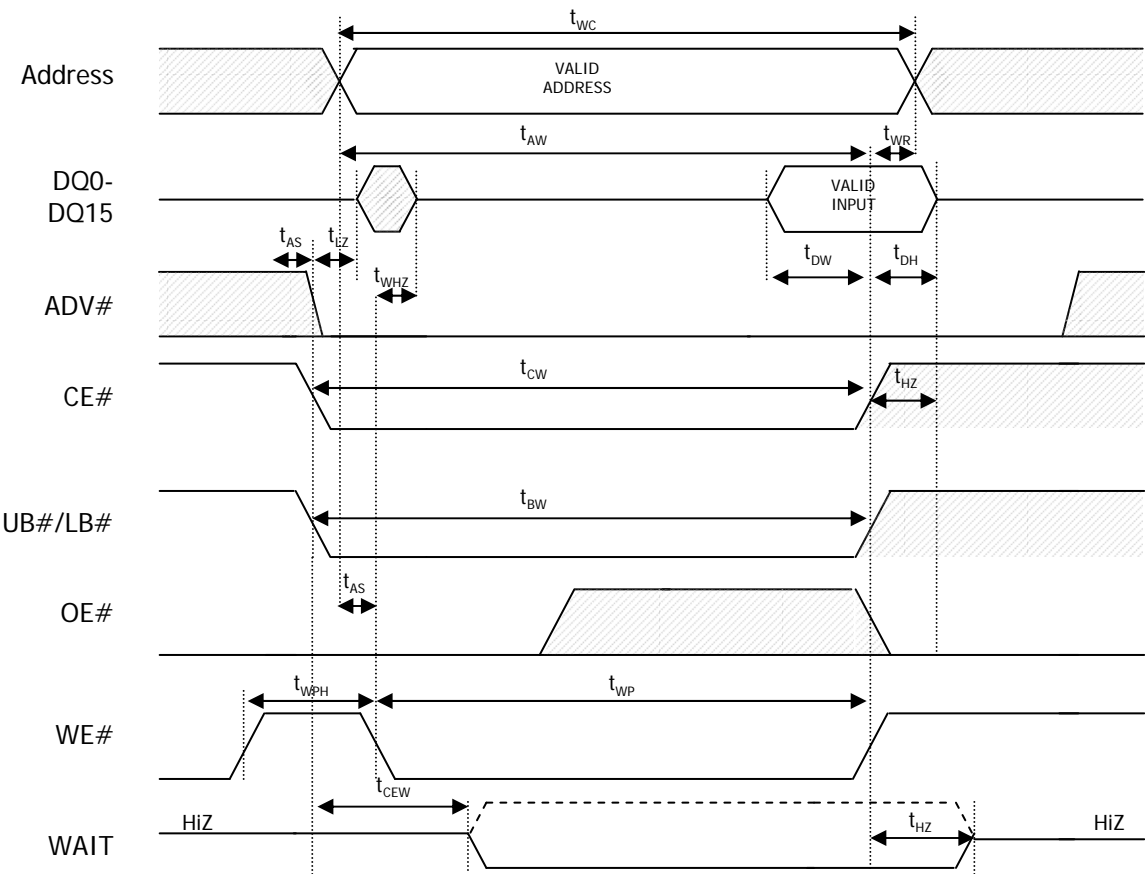 tWC
Address
VALID
ADDRESS
tAW
tWR
DQ0-
DQ15
VALID
INPUT
tAS
tLZ
tDW
tDH
tWHZ
ADV#
tCW
tHZ
CE#
tBW
UB#/LB#
tAS
OE#
tWPH
tWP
WE#
tCEW
HiZ
tHZ
HiZ
WAIT